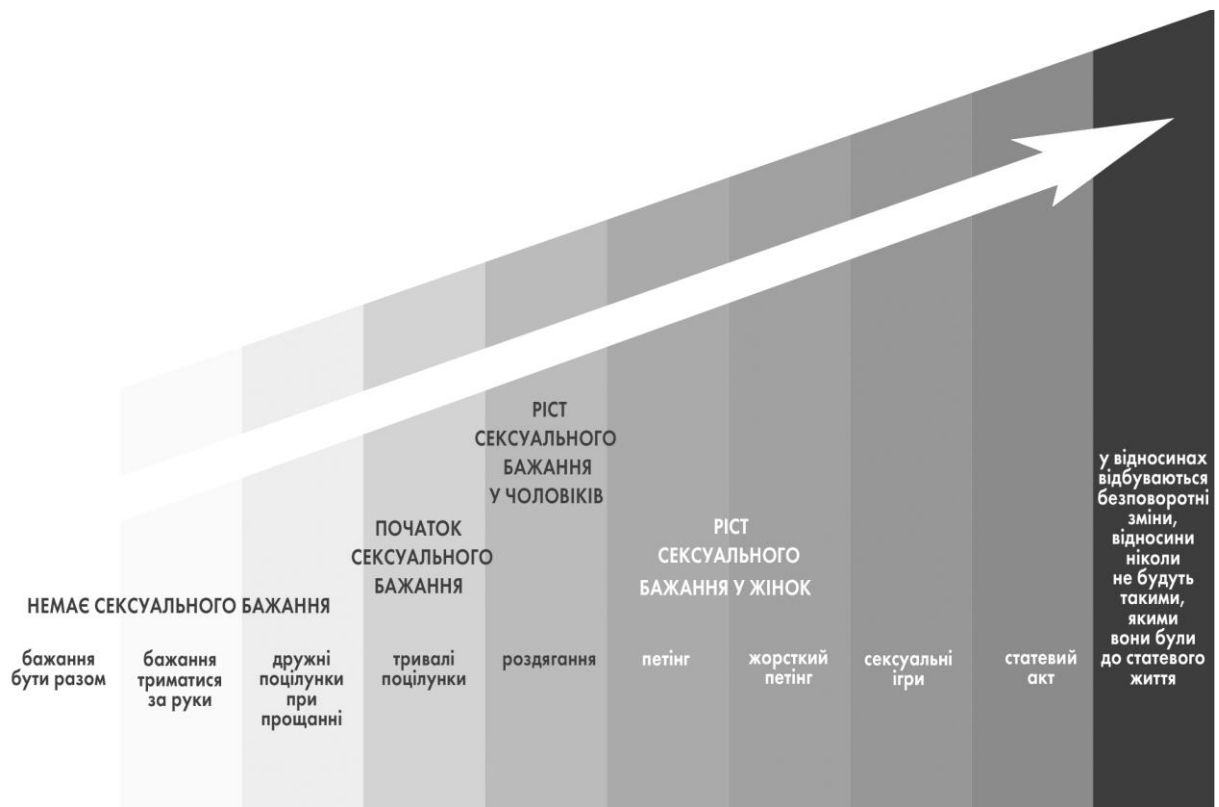 РІСТ
СЕКСУАЛЬНОГО
БАЖАННЯ
У ЧОЛОВІКІВ
ПОЧАТОК
СЕКСУАЛЬНОГО
БАЖАННЯ
РІСТ
СЕКСУАЛЬНОГО
БАЖАННЯ У ЖІНОК
НЕМАЄ СЕКСУАЛЬНОГО БАЖАННЯ
бажання
бути разом
бажання
триматися
за руки
дружні
поцілунки
при
прощанні
тривалі
поцілунки
роздягання
петінг
жорсткий
петінг
сексуальні
ігри
статевий
акт
у відносинах
відбуваються
безповоротні
зміни,
відносини
ніколи
не будуть
такими,
якими
вони були
до статевого
життя